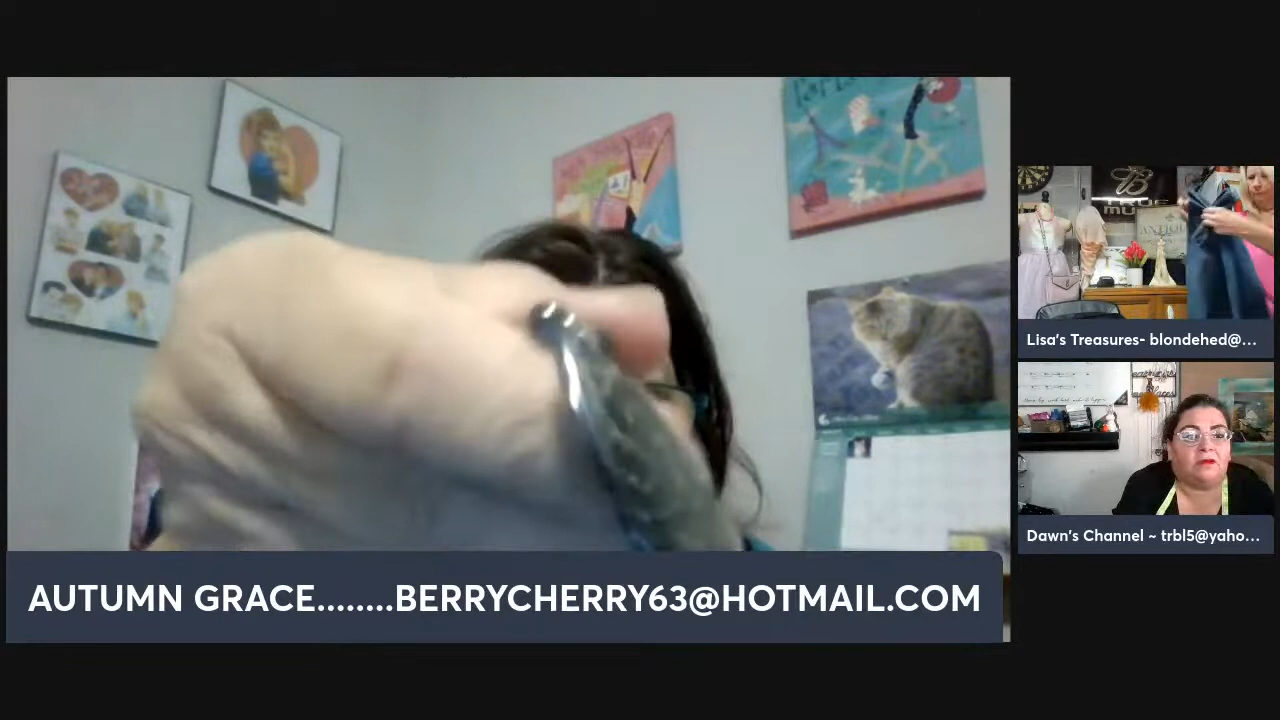 AUTUMN GRACE........BERRYCHERRY63@HOTMAIL.COM
Lisa's Treasures- blondehed@...
Dawn's Channel ~ trbl5@yaho...